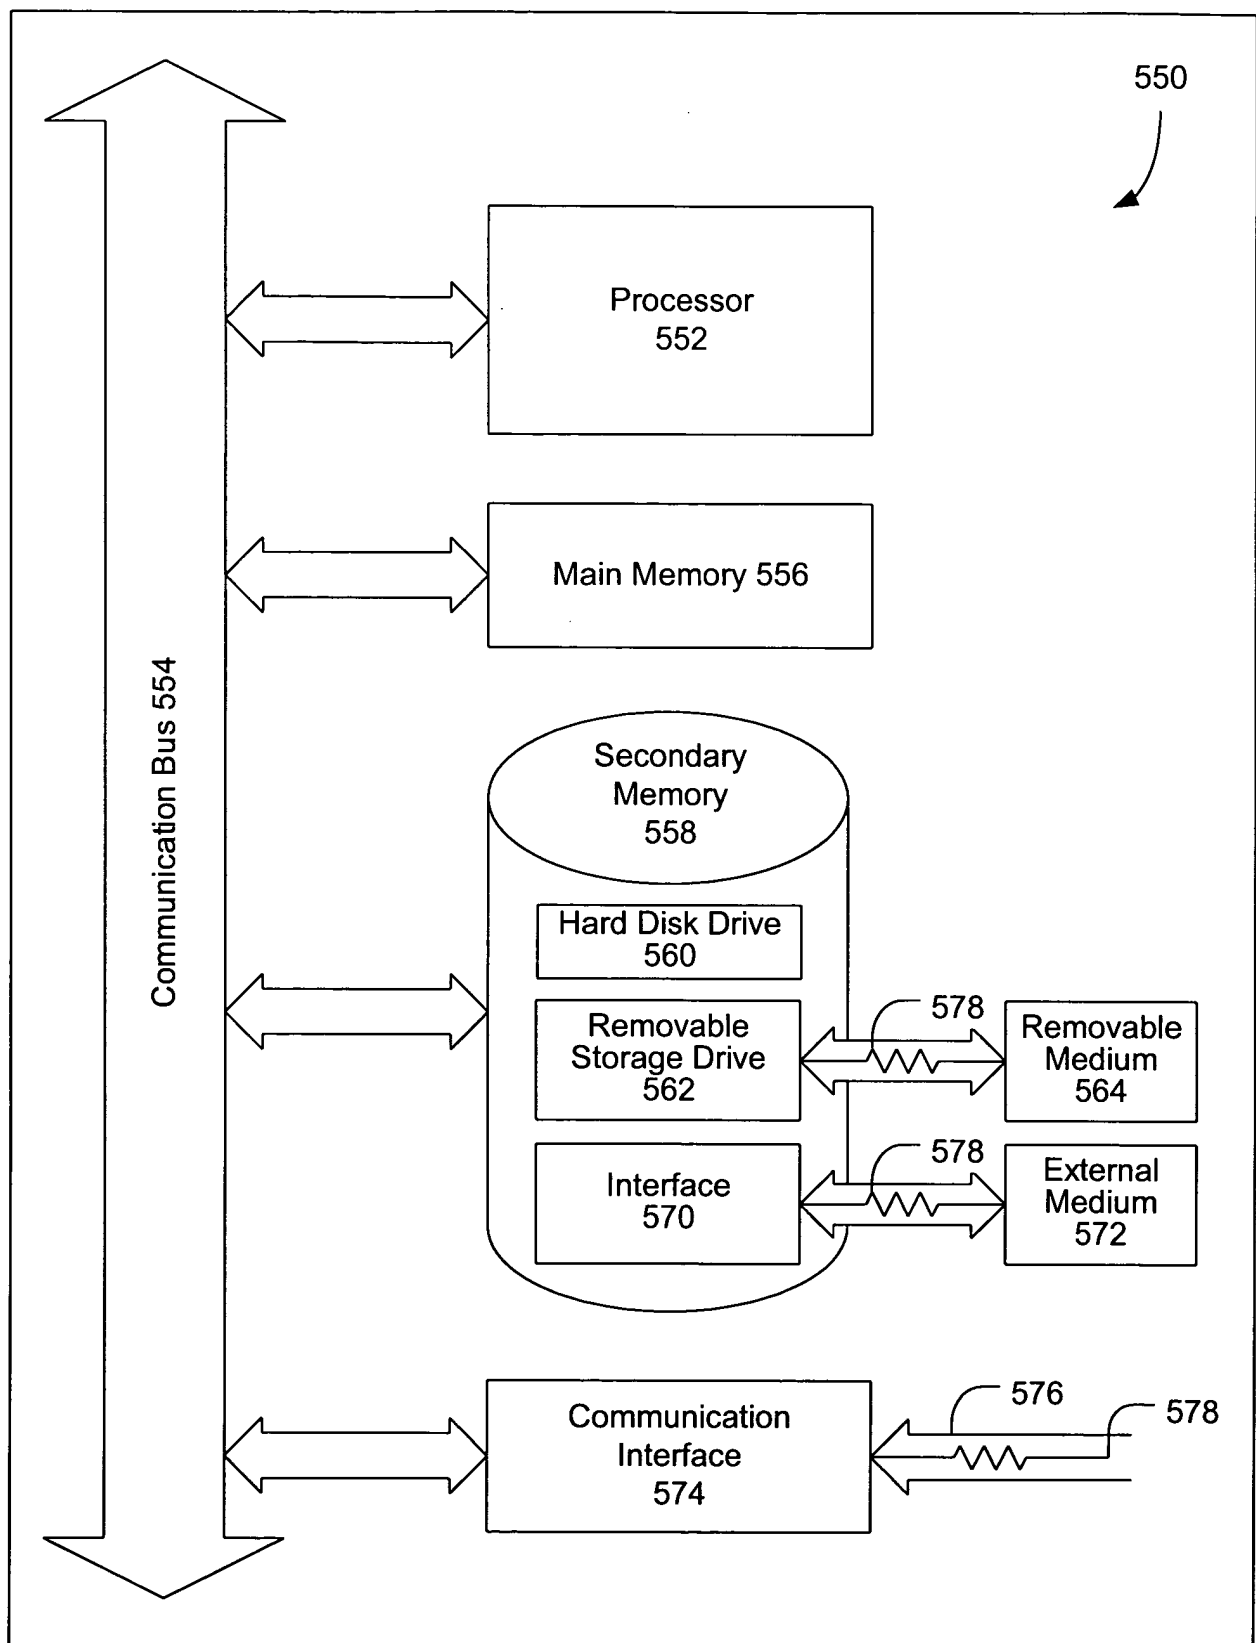 550
Processor
552
Main Memory 556
Communication Bus 554
Secondary
Memory
558
Hard Disk Drive
560
Removable
Storage Drive
562
578
Removable
Medium
564
Interface
570
578
External
Medium
572
Communication
Interface
574
576
578